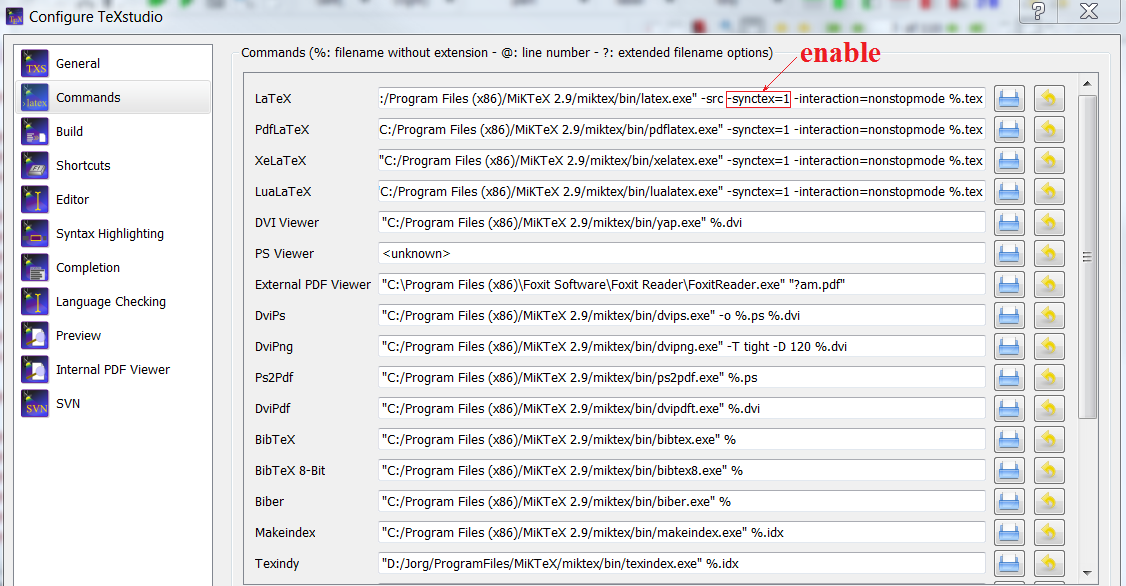 Configure TeXstudio
?
General
Commands
Build
Shortcuts
Editor
Syntax Highlighting
Completion
Language Checking
Preview
Internal PDF Viewer
SVN
Commands (%: filename without extension - @: line number - ?: extended filename options)
enable
LaTeX :/Program Files (x86)/MiKTeX 2.9/miktex/bin/latex.exe" -src -synctex=1 -interaction=nonstopmode %.tex
PdfLaTeX C:/Program Files (x86)/MiKTeX 2.9/miktex/bin/pdflatex.exe" -synctex=1 -interaction=nonstopmode %.tex
XeLaTeX "C:/Program Files (x86)/MiKTeX 2.9/miktex/bin/xelatex.exe" -synctex=1 -interaction=nonstopmode %.tex
LuaLaTeX 'C:/Program Files (x86)/MiKTeX 2.9/miktex/bin/lualatex.exe" -synctex=1 -interaction=nonstopmode %.tex
DVI Viewer "C:/Program Files (x86)/MiKTeX 2.9/miktex/bin/yap.exe" %.dvi
PS Viewer <unknown>
External PDF Viewer "C:\Program Files (x86)\Foxit Software\Foxit Reader\FoxitReader.exe" "?am.pdf"
DviPs "C:/Program Files (x86)/MiKTeX 2.9/miktex/bin/dvips.exe" -o %.ps %.dvi
DviPng "C:/Program Files (x86)/MiKTeX 2.9/miktex/bin/dvipng.exe" -T tight -D 120 %.dvi
Ps2Pdf "C:/Program Files (x86)/MiKTeX 2.9/miktex/bin/ps2pdf.exe" %.ps
DviPdf "C:/Program Files (x86)/MiKTeX 2.9/miktex/bin/dvipdft.exe" %.dvi
BibTeX "C:/Program Files (x86)/MiKTeX 2.9/miktex/bin/bibtex.exe" %
BibTeX 8-Bit "C:/Program Files (x86)/MiKTeX 2.9/miktex/bin/bibtex8.exe" %
Biber "C:/Program Files (x86)/MiKTeX 2.9/miktex/bin/biber.exe" %
Makeindex "C:/Program Files (x86)/MiKTeX 2.9/miktex/bin/makeindex.exe" %.idx
Texindy "D:/Jorg/ProgramFiles/MiKTeX/miktex/bin/texindex.exe" %.idx